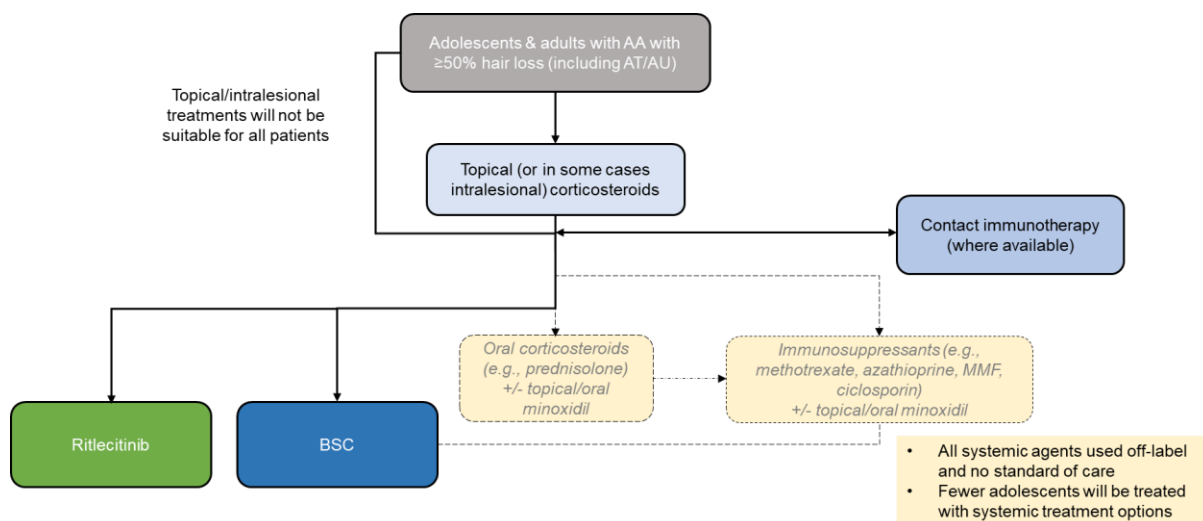 Adolescents & adults with AA with
≥50% hair loss (including AT/AU)
Topical/intralesional
treatments will not be
suitable for all patients
Topical (or in some cases
intralesional) corticosteroids
Contact immunotherapy
(where available)
Oral corticosteroids
(e.g., prednisolone)
+/- topical/oral
minoxidil
Immunosuppressants (e.g.,
methotrexate, azathioprine, MMF,
ciclosporin)
+/- topical/oral minoxidil
Ritlecitinib
BSC
• All systemic agents used off-label
and no standard of care
• Fewer adolescents will be treated
with systemic treatment options